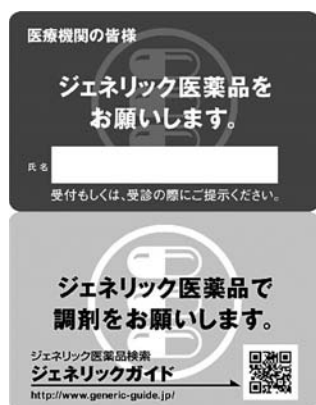 医療機関の皆様
ジェネリック医薬品を
お願いします。
氏名
受付もしくは、受診の際にご提示ください。
ジェネリック医薬品で
調剤をお願いします。
ジェネリック医薬品検索
ジェネリックガイド
http://www.generic-guide.jp/